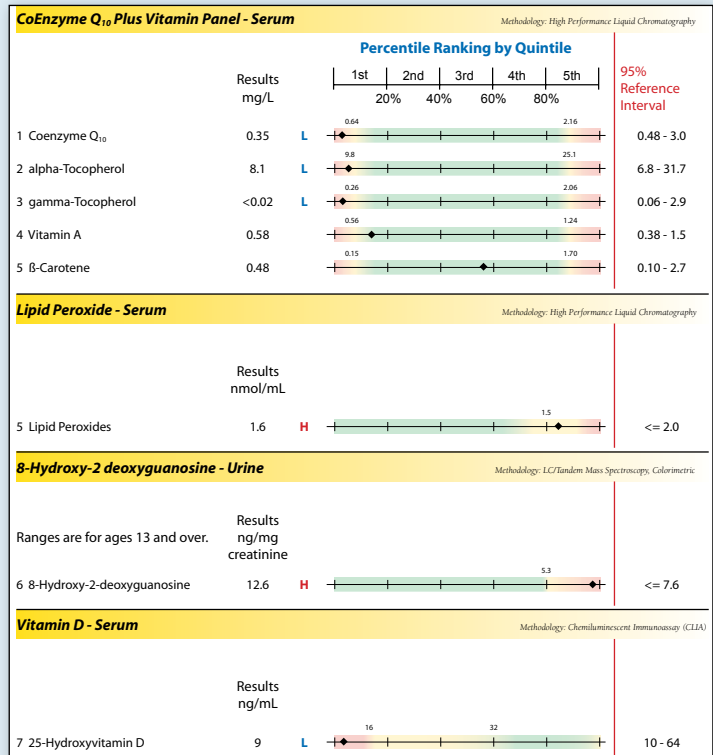 CoEnzyme Q₁₀ Plus Vitamin Panel - Serum Methodology: High Performance Liquid Chromatography
Percentile Ranking by Quintile
Results
mg/L
1st 2nd 3rd 4th 5th
20% 40% 60% 80%
95%
Reference
Interval
0.64 2.16
1 Coenzyme Q₁₀ 0.35 L 0.48 - 3.0
9.8 25.1
2 alpha-Tocopherol 8.1 L 6.8 - 31.7
0.26 2.06
3 gamma-Tocopherol <0.02 L 0.06 - 2.9
0.56 1.24
4 Vitamin A 0.58 0.38 - 1.5
0.15 1.70
5 ß-Carotene 0.48 0.10 - 2.7
Lipid Peroxide - Serum Methodology: High Performance Liquid Chromatography
Results
nmol/mL
1.5
5 Lipid Peroxides 1.6 H <= 2.0
8-Hydroxy-2 deoxyguanosine - Urine Methodology: LC/Tandem Mass Spectroscopy, Colorimetric
Ranges are for ages 13 and over.
Results
ng/mg
creatinine
5.3
6 8-Hydroxy-2-deoxyguanosine 12.6 H <= 7.6
Vitamin D - Serum Methodology: Chemiluminescent Immunoassay (CLIA)
Results
ng/mL
16 32
7 25-Hydroxyvitamin D 9 L 10 - 64